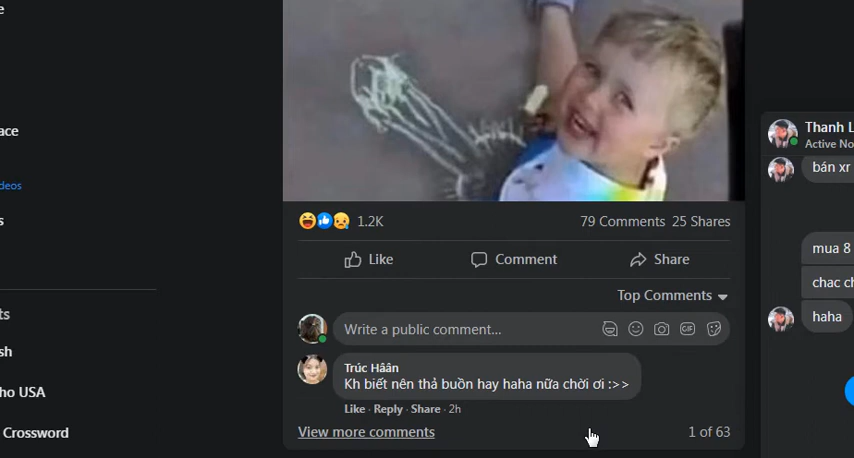 e
ace
deos
s
ts
sh
ho USA
Crossword
1.2K
79 Comments 25 Shares
Like
Comment
Share
Top Comments
Write a public comment...
GIF
Trúc Hâân
Kh biết nên thả buồn hay haha nữa chời ơi :>>
Like · Reply · Share · 2h
View more comments
1 of 63
Thanh L
Active No
bán xr
mua 8
chac ch
haha